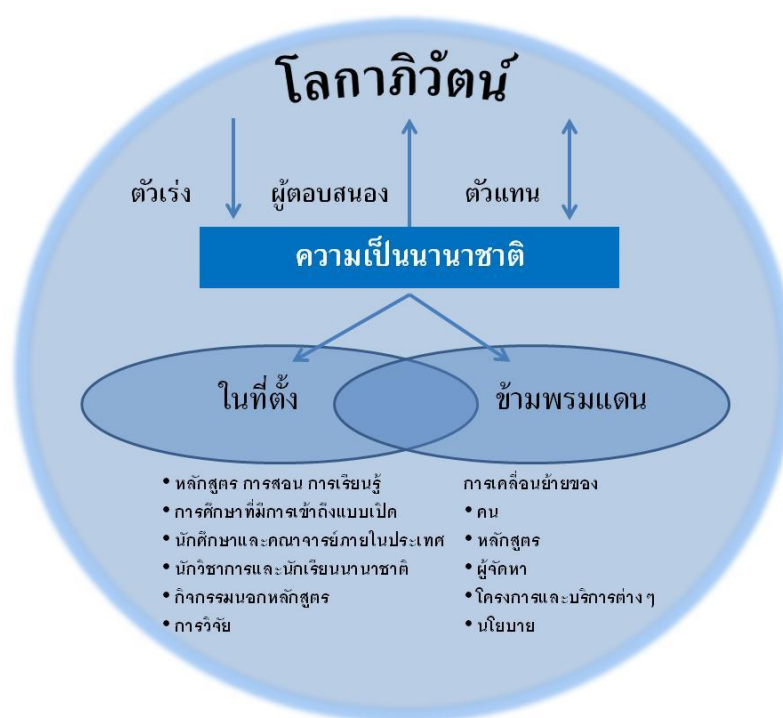 โลกาภิวัตน์
ตัวเร่ง
ผู้ตอบสนอง
ตัวแทน
ความเป็นนานาชาติ
ในที่ตั้ง
ข้ามพรมแดน
• หลักสูตร การสอน การเรียนรู้
• การศึกษาที่มีการเข้าถึงแบบเปิด
• นักศึกษาและคณาจารย์ภายในประเทศ
• นักวิชาการและนักเรียนนานาชาติ
• กิจกรรมนอกหลักสูตร
• การวิจัย
การเคลื่อนย้ายของ
• คน
• หลักสูตร
• ผู้จัดหา
• โครงการและบริการต่างๆ
• นโยบาย